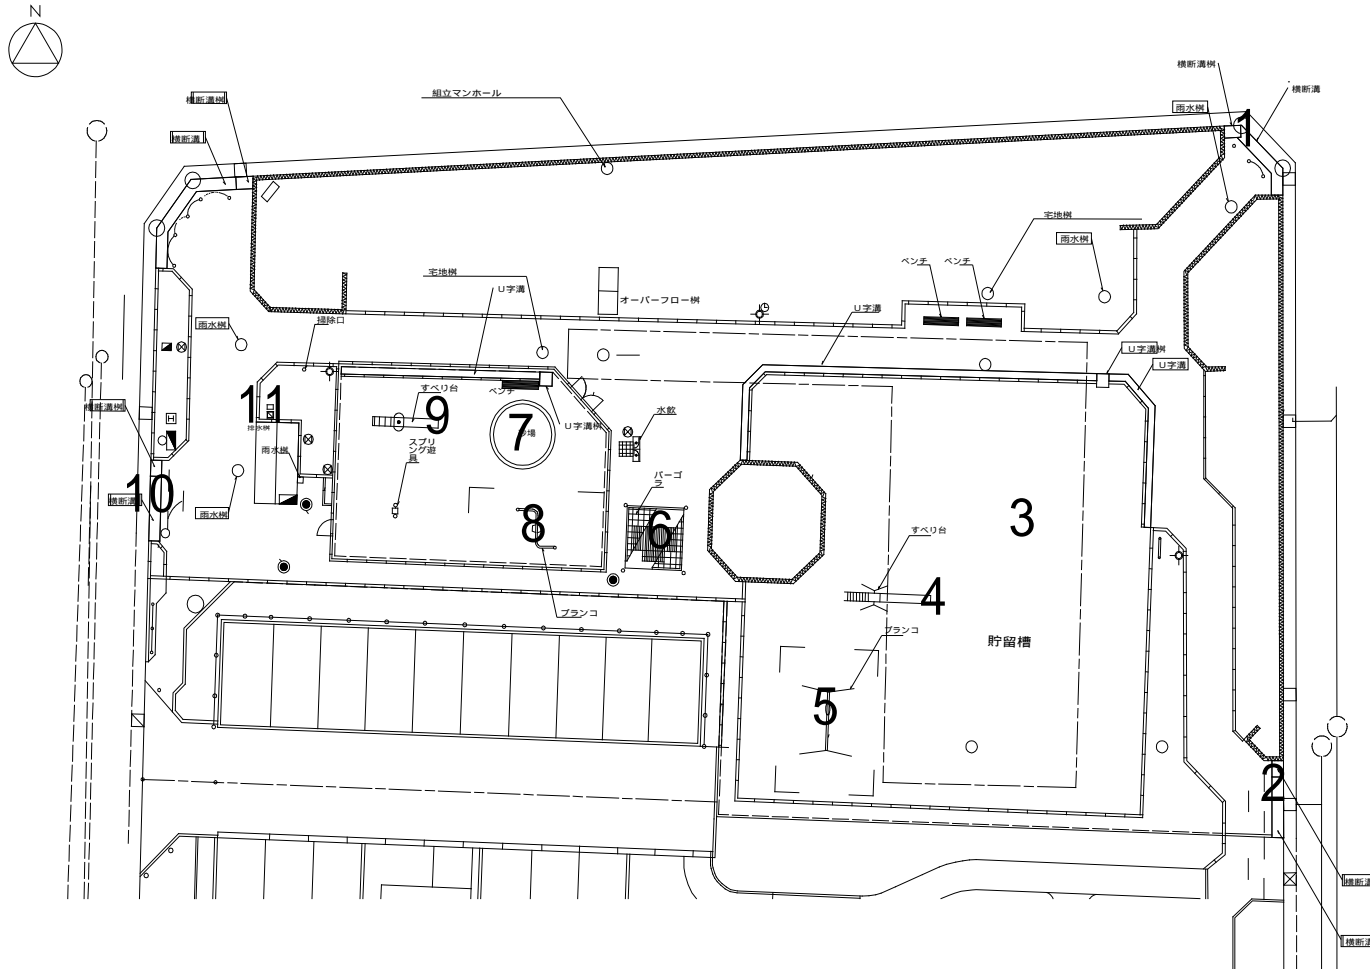 N
横断溝桝
横断溝
組立マンホール
横断溝桝
横断溝
雨水桝
1
宅地桝
雨水桝
ベンチ
ベンチ
宅地桝
U字溝
オーバーフロー桝
U字溝
雨水桝
掃除口
U字溝桝
U字溝
横断溝桝
11
すべり台
ベンチ
9
7
砂場
U字溝桝
水飲
雨水桝
スプリ
ング遊
具
パーゴ
ラ
10
横断溝
雨水桝
8
6
3
すべり台
4
ブランコ
ブランコ
貯留槽
5
2
横断溝
横断溝